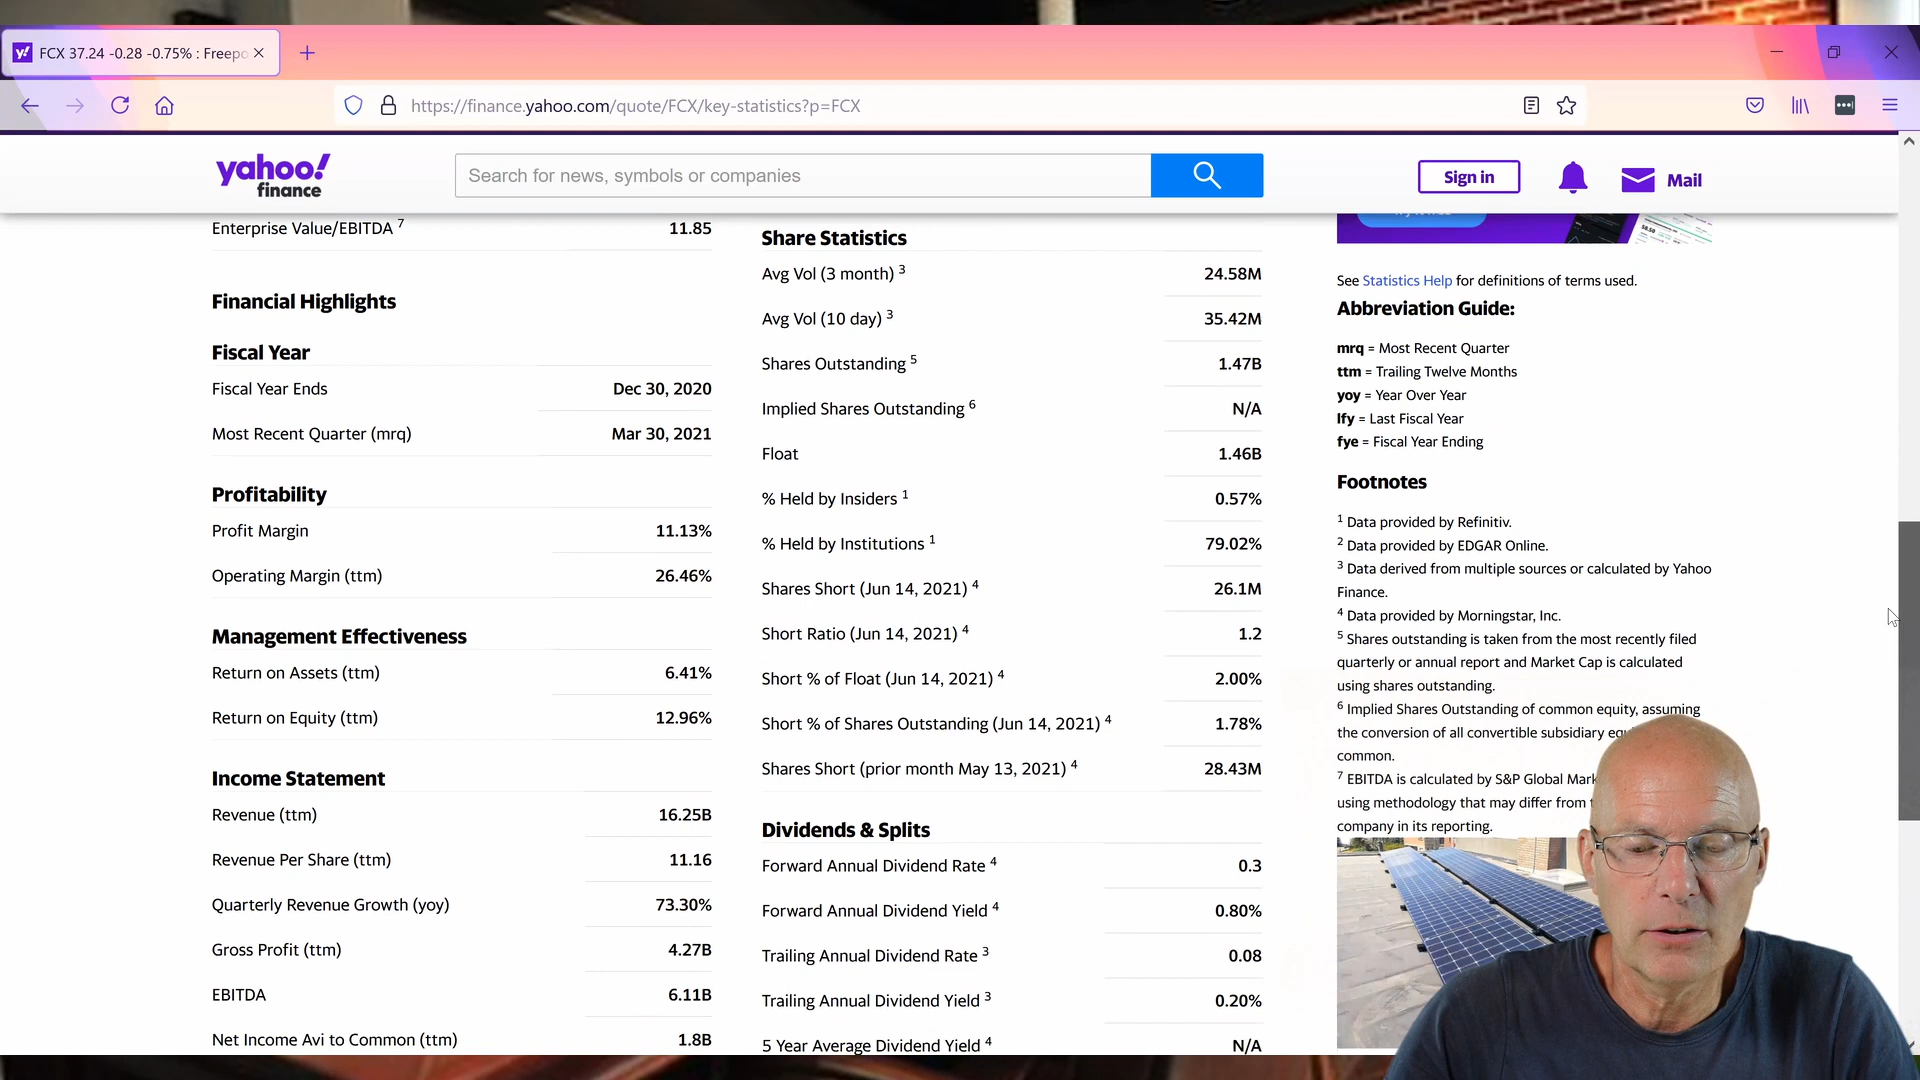 FCX 37.24 -0.28 -0.75% : Freepo
https://finance.yahoo.com/quote/FCX/key-statistics?p=FCX
yahoo!
finance
Search for news, symbols or companies
Sign in
Mail
Enterprise Value/EBITDA 7 11.85
Financial Highlights
Fiscal Year
Fiscal Year Ends Dec 30, 2020
Most Recent Quarter (mrq) Mar 30, 2021
Profitability
Profit Margin 11.13%
Operating Margin (ttm) 26.46%
Management Effectiveness
Return on Assets (ttm) 6.41%
Return on Equity (ttm) 12.96%
Income Statement
Revenue (ttm) 16.25B
Revenue Per Share (ttm) 11.16
Quarterly Revenue Growth (yoy) 73.30%
Gross Profit (ttm) 4.27B
EBITDA 6.11B
Net Income Avi to Common (ttm) 1.8B
Share Statistics
Avg Vol (3 month) 3 24.58M
Avg Vol (10 day) 3 35.42M
Shares Outstanding 5 1.47B
Implied Shares Outstanding 6 N/A
Float 1.46B
% Held by Insiders 1 0.57%
% Held by Institutions 1 79.02%
Shares Short (Jun 14, 2021) 4 26.1M
Short Ratio (Jun 14, 2021) 4 1.2
Short % of Float (Jun 14, 2021) 4 2.00%
Short % of Shares Outstanding (Jun 14, 2021) 4 1.78%
Shares Short (prior month May 13, 2021) 4 28.43M
Dividends & Splits
Forward Annual Dividend Rate 4 0.3
Forward Annual Dividend Yield 4 0.80%
Trailing Annual Dividend Rate 3 0.08
Trailing Annual Dividend Yield 3 0.20%
5 Year Average Dividend Yield 4 N/A
See Statistics Help for definitions of terms used.
Abbreviation Guide:
mrq = Most Recent Quarter
ttm = Trailing Twelve Months
yoy = Year Over Year
lfy = Last Fiscal Year
fye = Fiscal Year Ending
Footnotes
1 Data provided by Refinitiv.
2 Data provided by EDGAR Online.
3 Data derived from multiple sources or calculated by Yahoo
Finance.
4 Data provided by Morningstar, Inc.
5 Shares outstanding is taken from the most recently filed
quarterly or annual report and Market Cap is calculated
using shares outstanding.
6 Implied Shares Outstanding of common equity, assuming
the conversion of all convertible subsidiary
common.
7 EBITDA is calculated by S&P Global
using methodology that may differ from
company in its reporting.